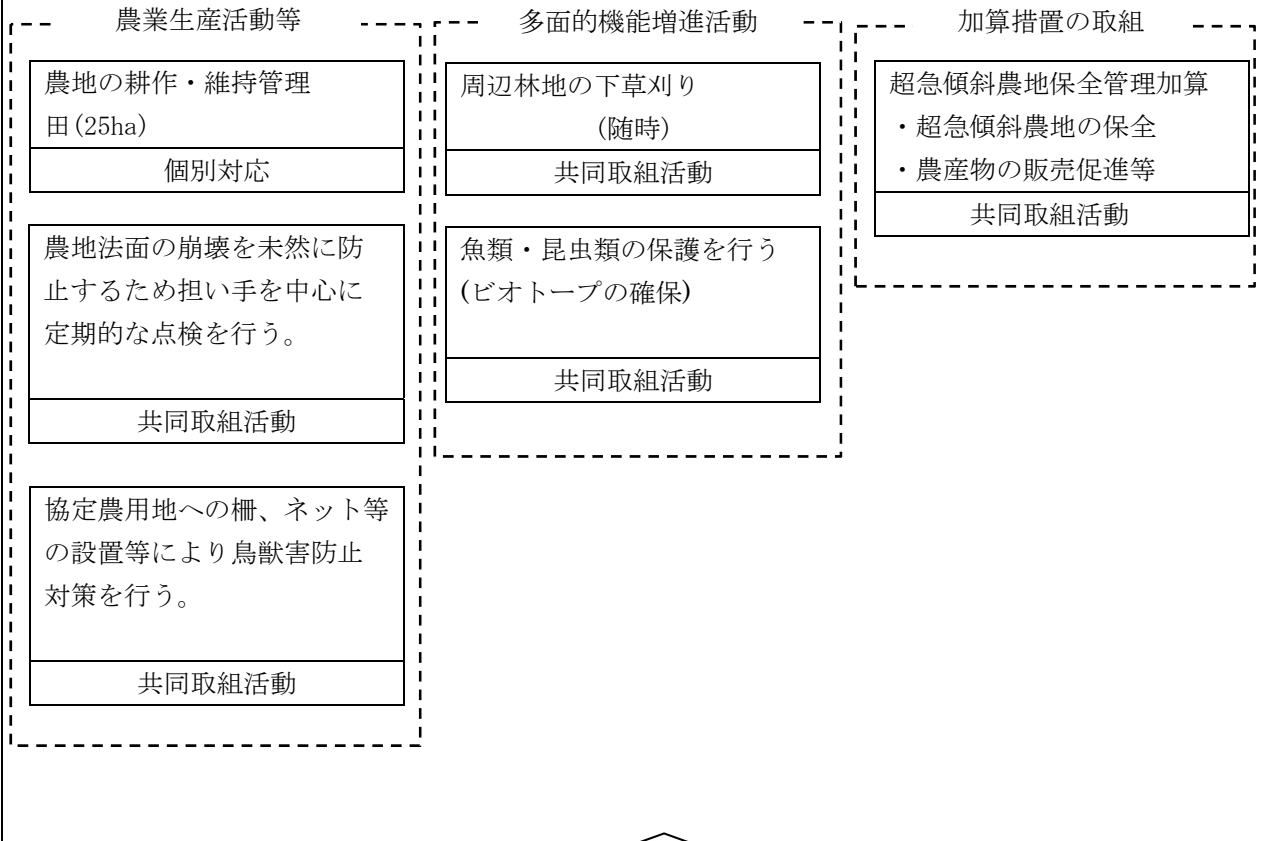 農業生産活動等
農地の耕作・維持管理
田(25ha)
個別対応
農地法面の崩壊を未然に防
止するため担い手を中心に
定期的な点検を行う。
共同取組活動
協定農用地への柵、ネット等
の設置等により鳥獣害防止
対策を行う。
共同取組活動
多面的機能増進活動
周辺林地の下草刈り
(随時)
共同取組活動
魚類・昆虫類の保護を行う
(ビオトープの確保)
共同取組活動
加算措置の取組
超急傾斜農地保全管理加算
・超急傾斜農地の保全
・農産物の販売促進等
共同取組活動